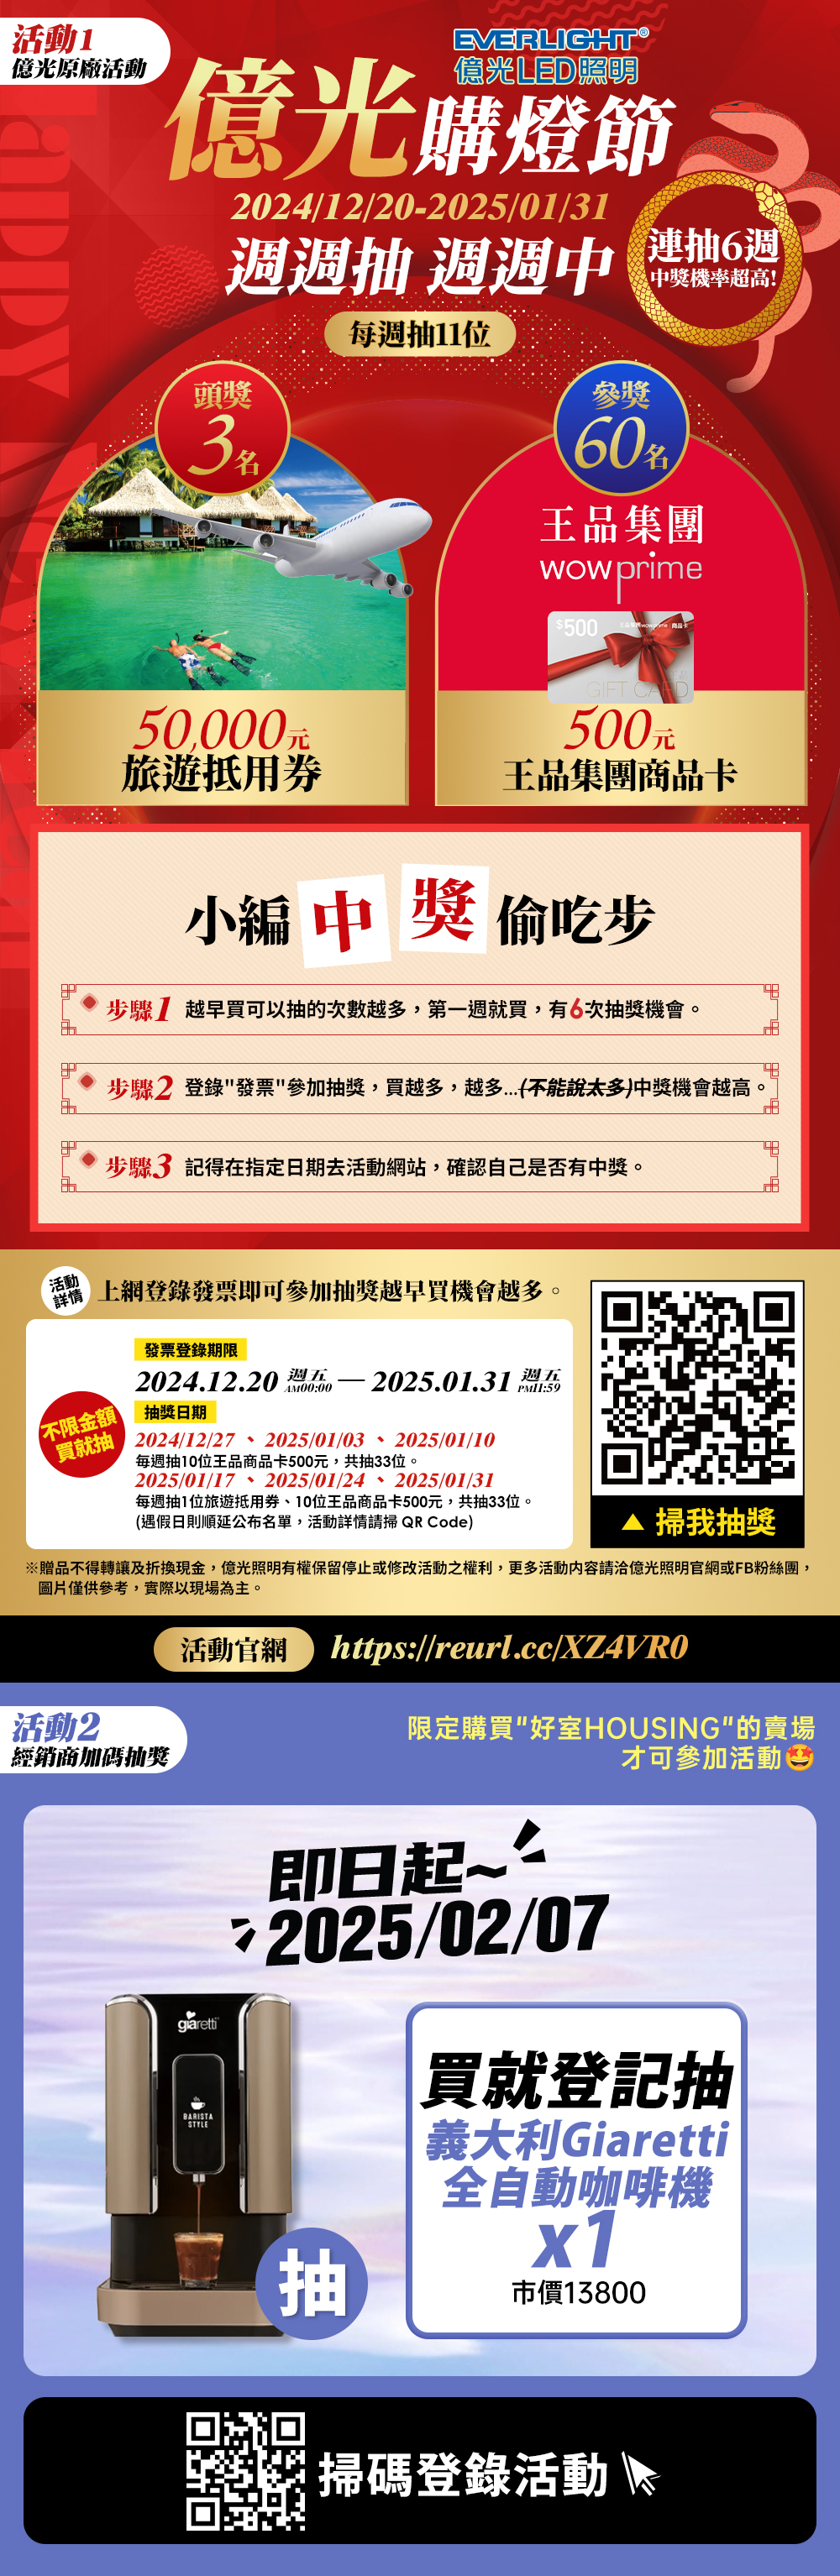 活動1
億光原廠活動
EVERLIGHT®
億光LED照明
億光購燈節
2024/12/20-2025/01/31
週週抽 週週中
連抽6週
中獎機率超高!
每週抽11位
頭獎
3名
參獎
60名
王品集團
wowprime
$500
王品集團wowprime 商品卡
GIFT CARD
50,000元
旅遊抵用券
500元
王品集團商品卡
小編中獎偷吃步
步驟1 越早買可以抽的次數越多，第一週就買，有6次抽獎機會。
步驟2 登錄"發票"參加抽獎，買越多，越多...(不能說太多)中獎機會越高。
步驟3 記得在指定日期去活動網站，確認自己是否有中獎。
活動詳情 上網登錄發票即可參加抽獎越早買機會越多。
不限金額
買就抽
發票登錄期限
2024.12.20 週五 AM00:00 — 2025.01.31 週五 PM11:59
抽獎日期
2024/12/27 、 2025/01/03 、 2025/01/10
每週抽10位王品商品卡500元，共抽33位。
2025/01/17 、 2025/01/24 、 2025/01/31
每週抽1位旅遊抵用券、10位王品商品卡500元，共抽33位。
(遇假日則順延公布名單，活動詳情請掃 QR Code)
▲ 掃我抽獎
※贈品不得轉讓及折換現金，億光照明有權保留停止或修改活動之權利，更多活動內容請洽億光照明官網或FB粉絲團，
圖片僅供參考，實際以現場為主。
活動官網 https://reurl.cc/XZ4VR0
活動2
經銷商加碼抽獎
限定購買"好室HOUSING"的賣場
才可參加活動🤩
即日起~
2025/02/07
giaretti
BARISTA
STYLE
抽
買就登記抽
義大利Giaretti
全自動咖啡機
x1
市價13800
掃碼登錄活動